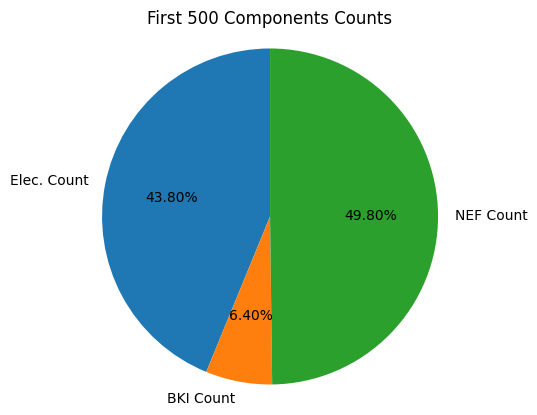 First 500 Components Counts
Elec. Count
43.80%
49.80%
NEF Count
6.40%
BKI Count